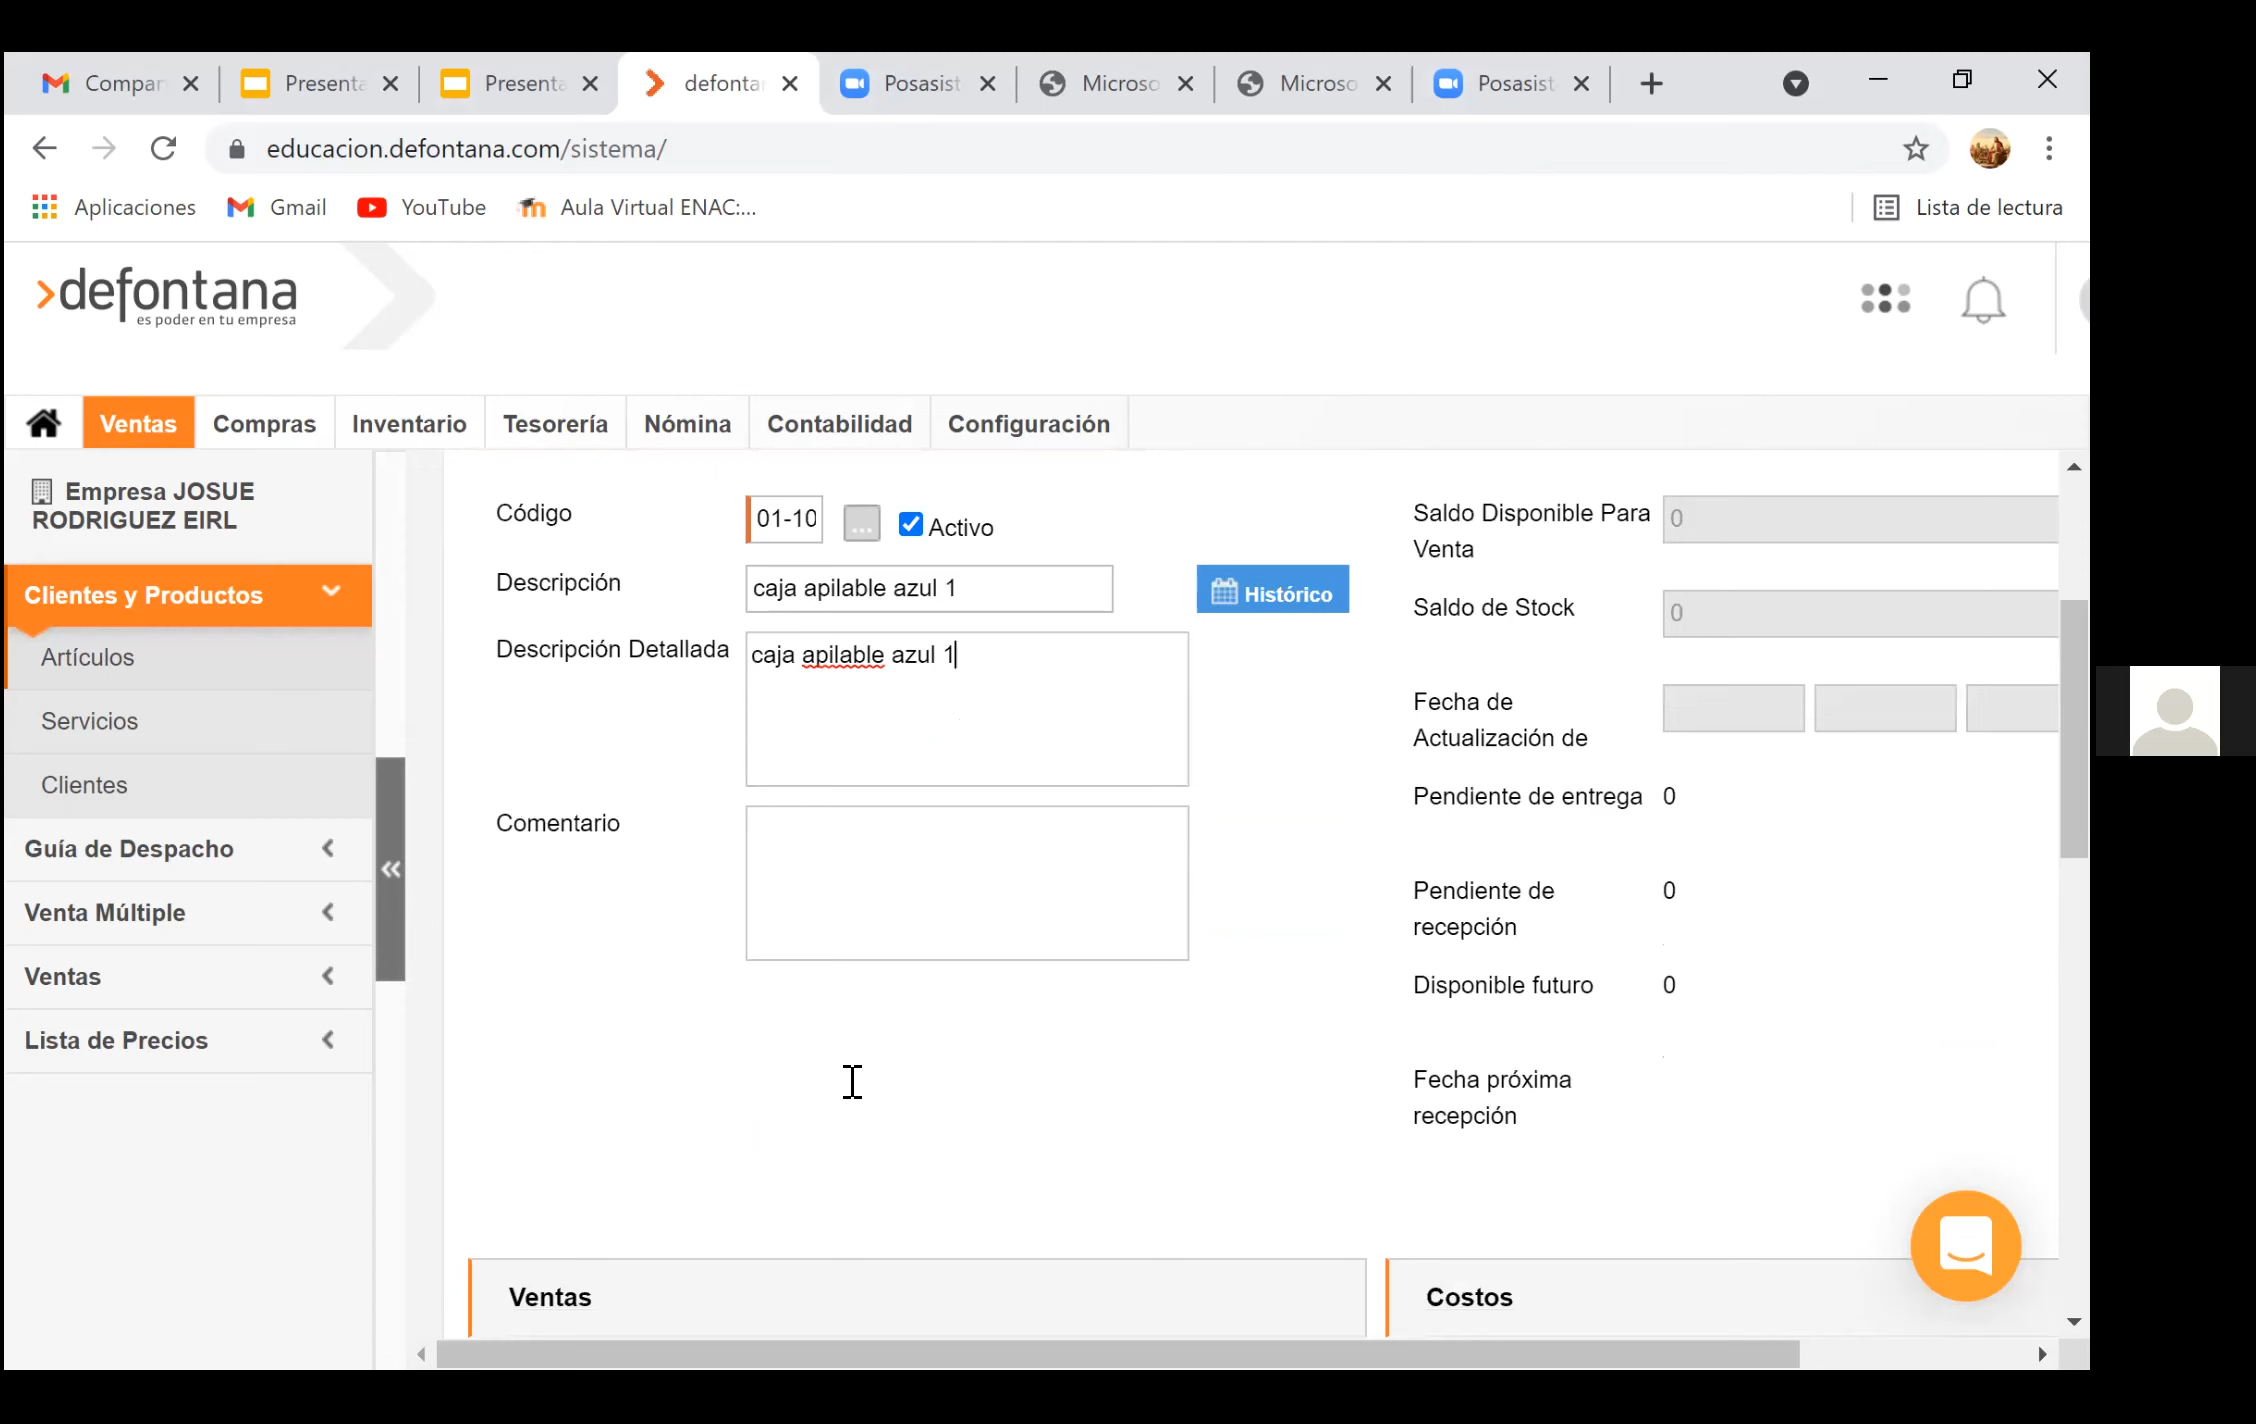 Compar
Presenta
Presenta
defontar
Posasist
Microso
Microso
Posasist
educacion.defontana.com/sistema/
Aplicaciones
Gmail
YouTube
Aula Virtual ENAC:...
Lista de lectura
defontana
es poder en tu empresa
Ventas
Compras
Inventario
Tesorería
Nómina
Contabilidad
Configuración
Empresa JOSUE
RODRIGUEZ EIRL
Clientes y Productos
Artículos
Servicios
Clientes
Guía de Despacho
Venta Múltiple
Ventas
Lista de Precios
Código
01-10
...
Activo
Descripción
caja apilable azul 1
Histórico
Descripción Detallada
caja apilable azul 1
Comentario
Saldo Disponible Para
Venta
0
Saldo de Stock
0
Fecha de
Actualización de
Pendiente de entrega
0
Pendiente de
recepción
0
Disponible futuro
0
Fecha próxima
recepción
Ventas
Costos